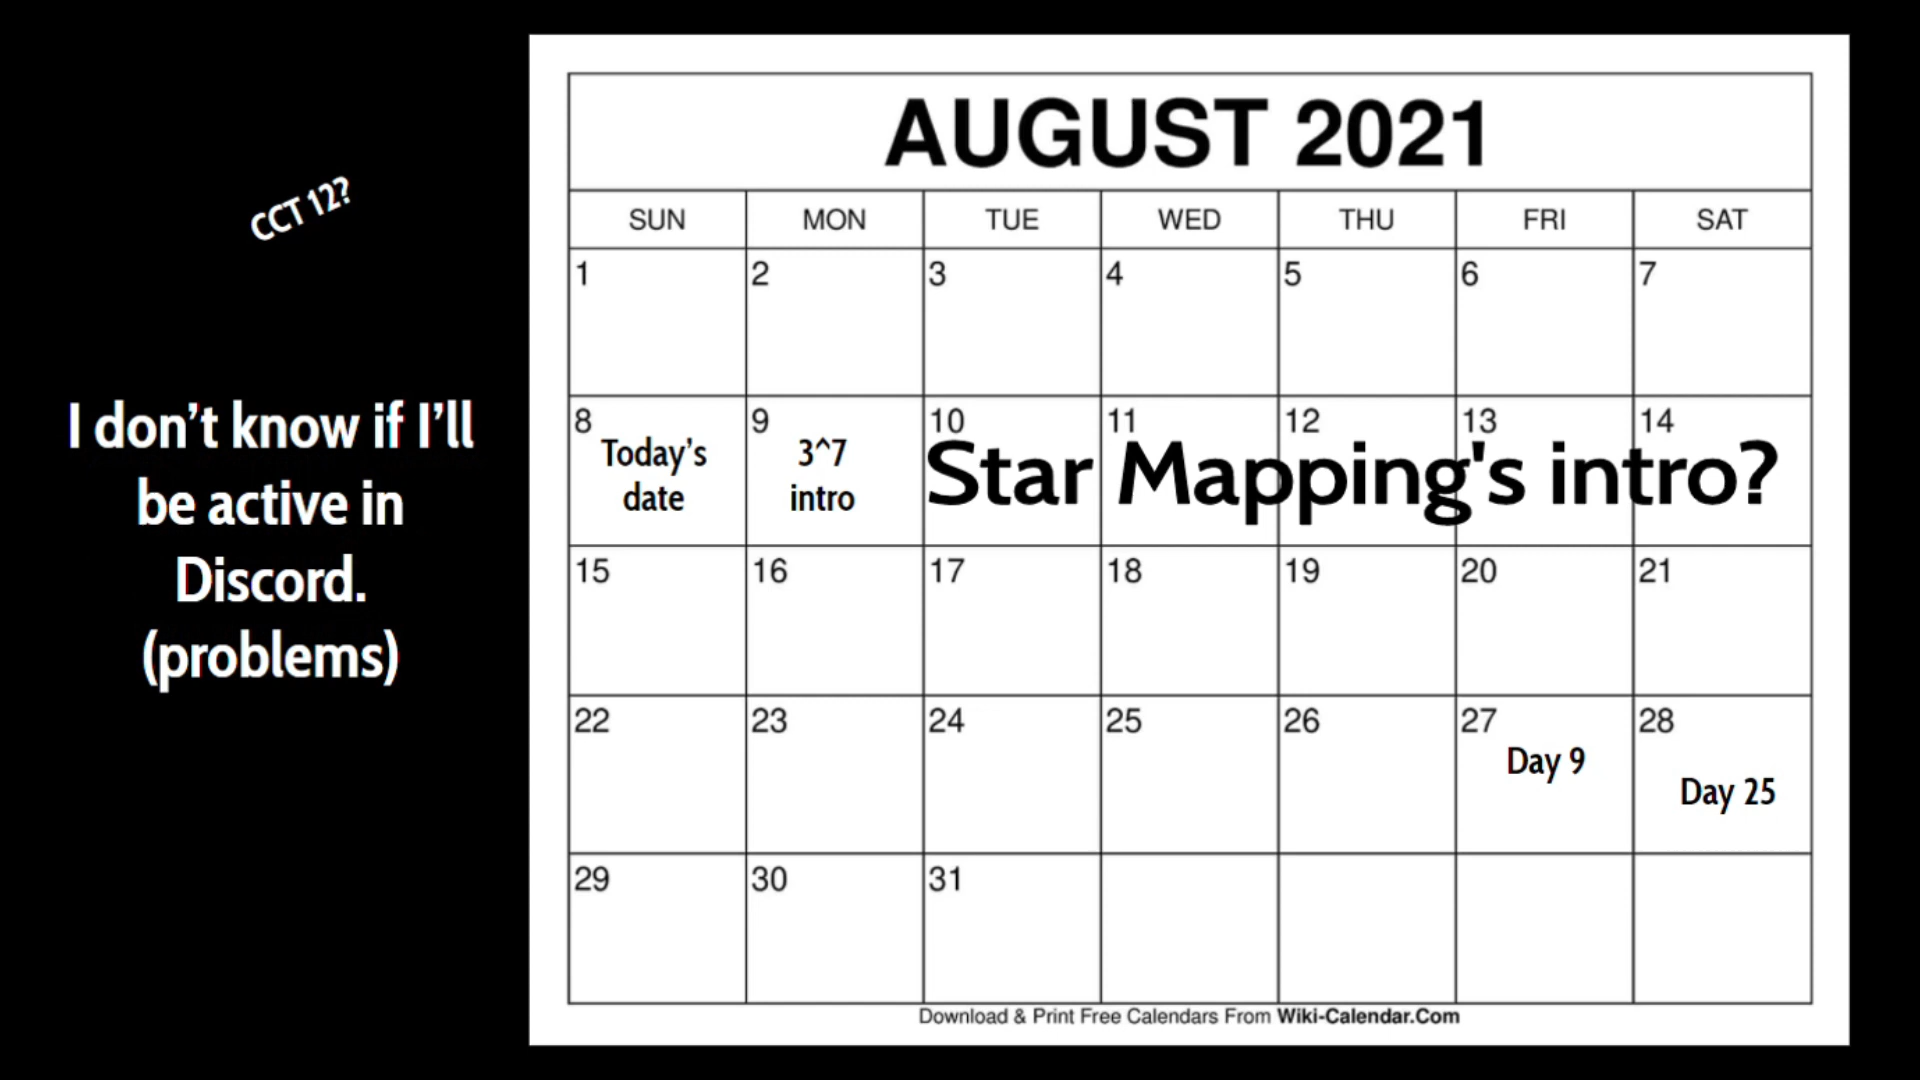 CCT 12?
I don’t know if I’ll
be active in
Discord.
(problems)
AUGUST 2021
SUN MON TUE WED THU FRI SAT
1 2 3 4 5 6 7
8 9 10 11 12 13 14
Today’s
date
3^7
intro
Star Mapping's intro?
15 16 17 18 19 20 21
22 23 24 25 26 27 28
Day 9
Day 25
29 30 31
Download & Print Free Calendars From Wiki-Calendar.Com